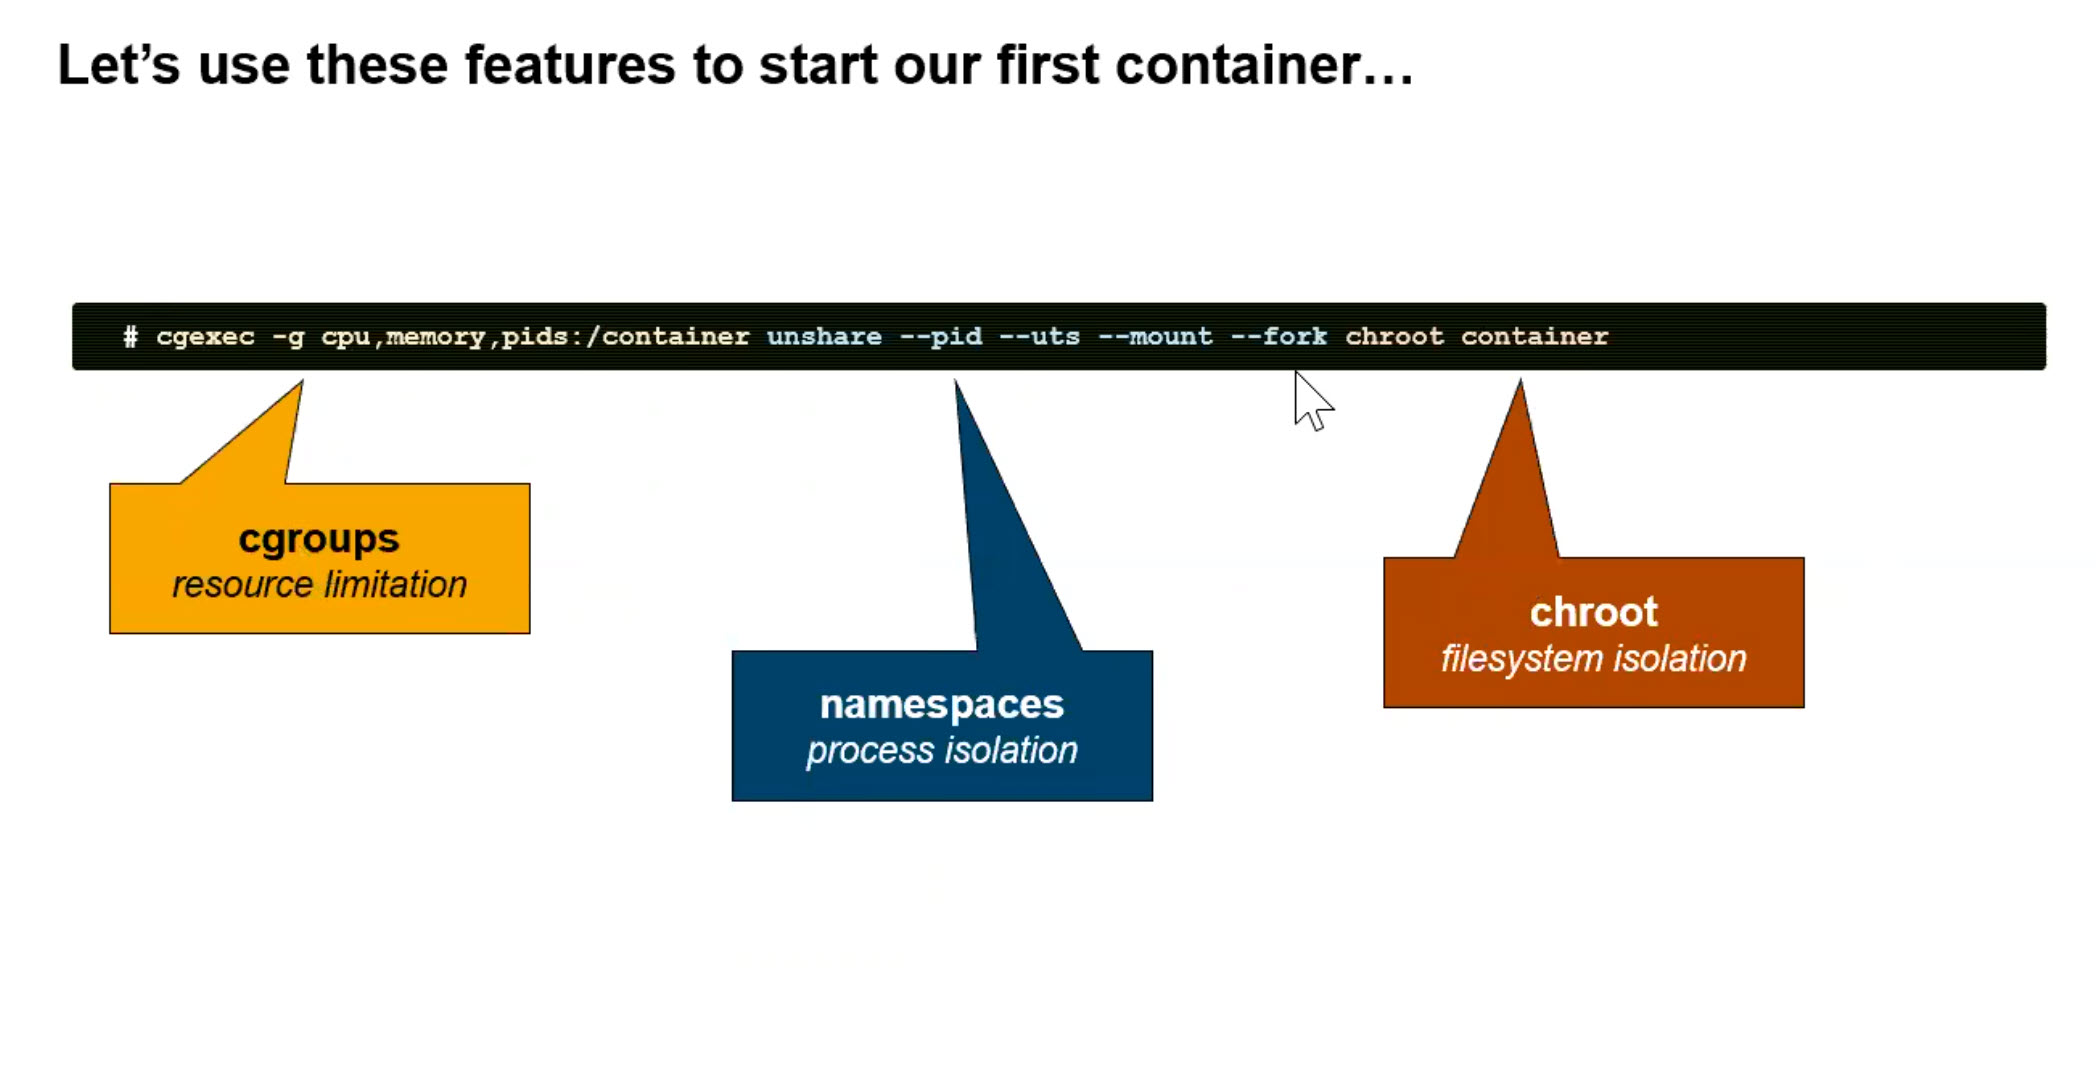 Let’s use these features to start our first container…
# cgexec -g cpu,memory,pids:/container unshare --pid --uts --mount --fork chroot container
cgroups
resource limitation
namespaces
process isolation
chroot
filesystem isolation